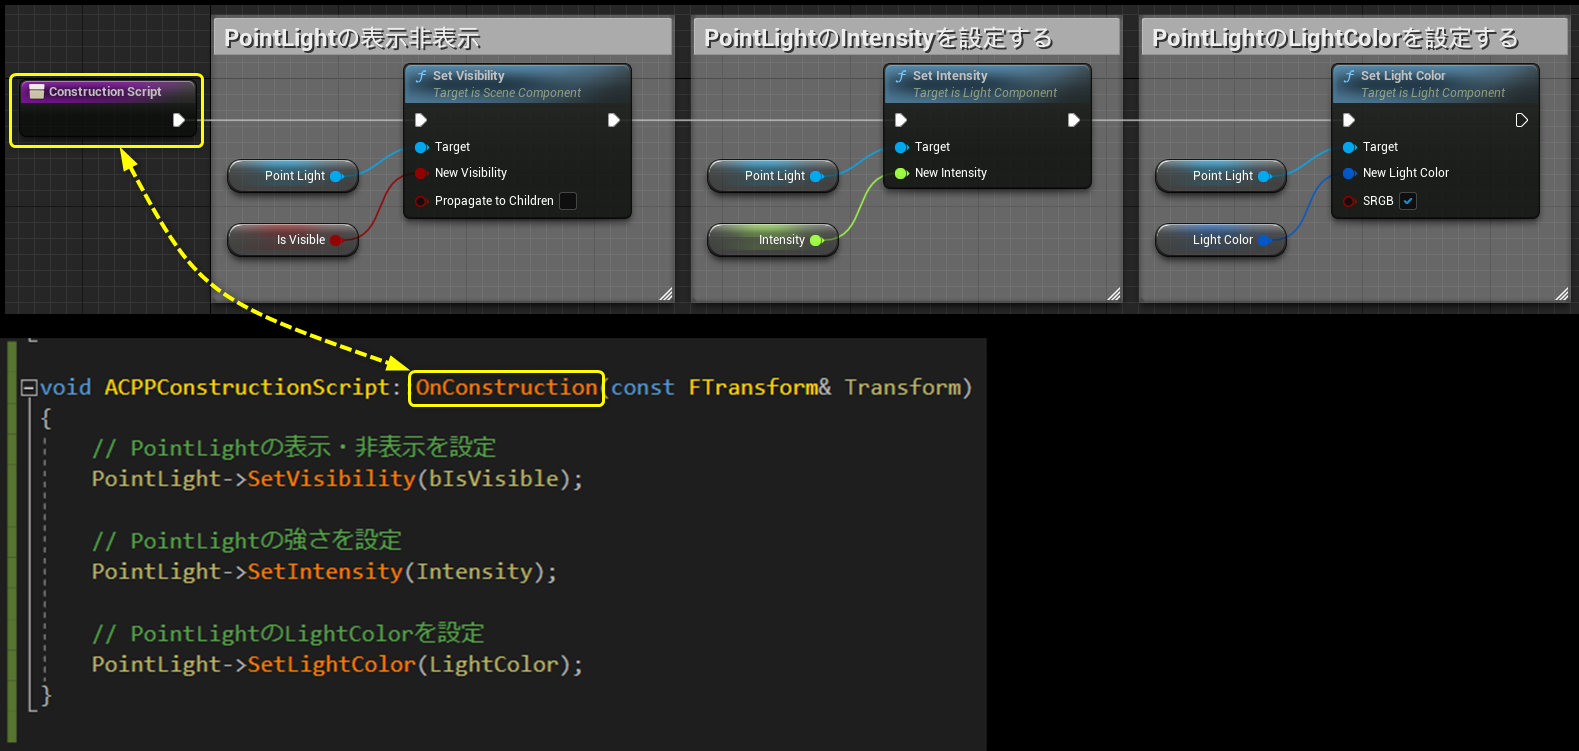 PointLightの表示非表示
PointLightのIntensityを設定する
PointLightのLightColorを設定する
Construction Script
Set Visibility
Target is Scene Component
Target
New Visibility
Propagate to Children
Point Light
Is Visible
Set Intensity
Target is Light Component
Target
New Intensity
Point Light
Intensity
Set Light Color
Target is Light Component
Target
New Light Color
SRGB
Point Light
Light Color
void ACPPConstructionScript::OnConstruction(const FTransform& Transform)
{
// PointLightの表示・非表示を設定
PointLight->SetVisibility(bIsVisible);
// PointLightの強さを設定
PointLight->SetIntensity(Intensity);
// PointLightのLightColorを設定
PointLight->SetLightColor(LightColor);
}